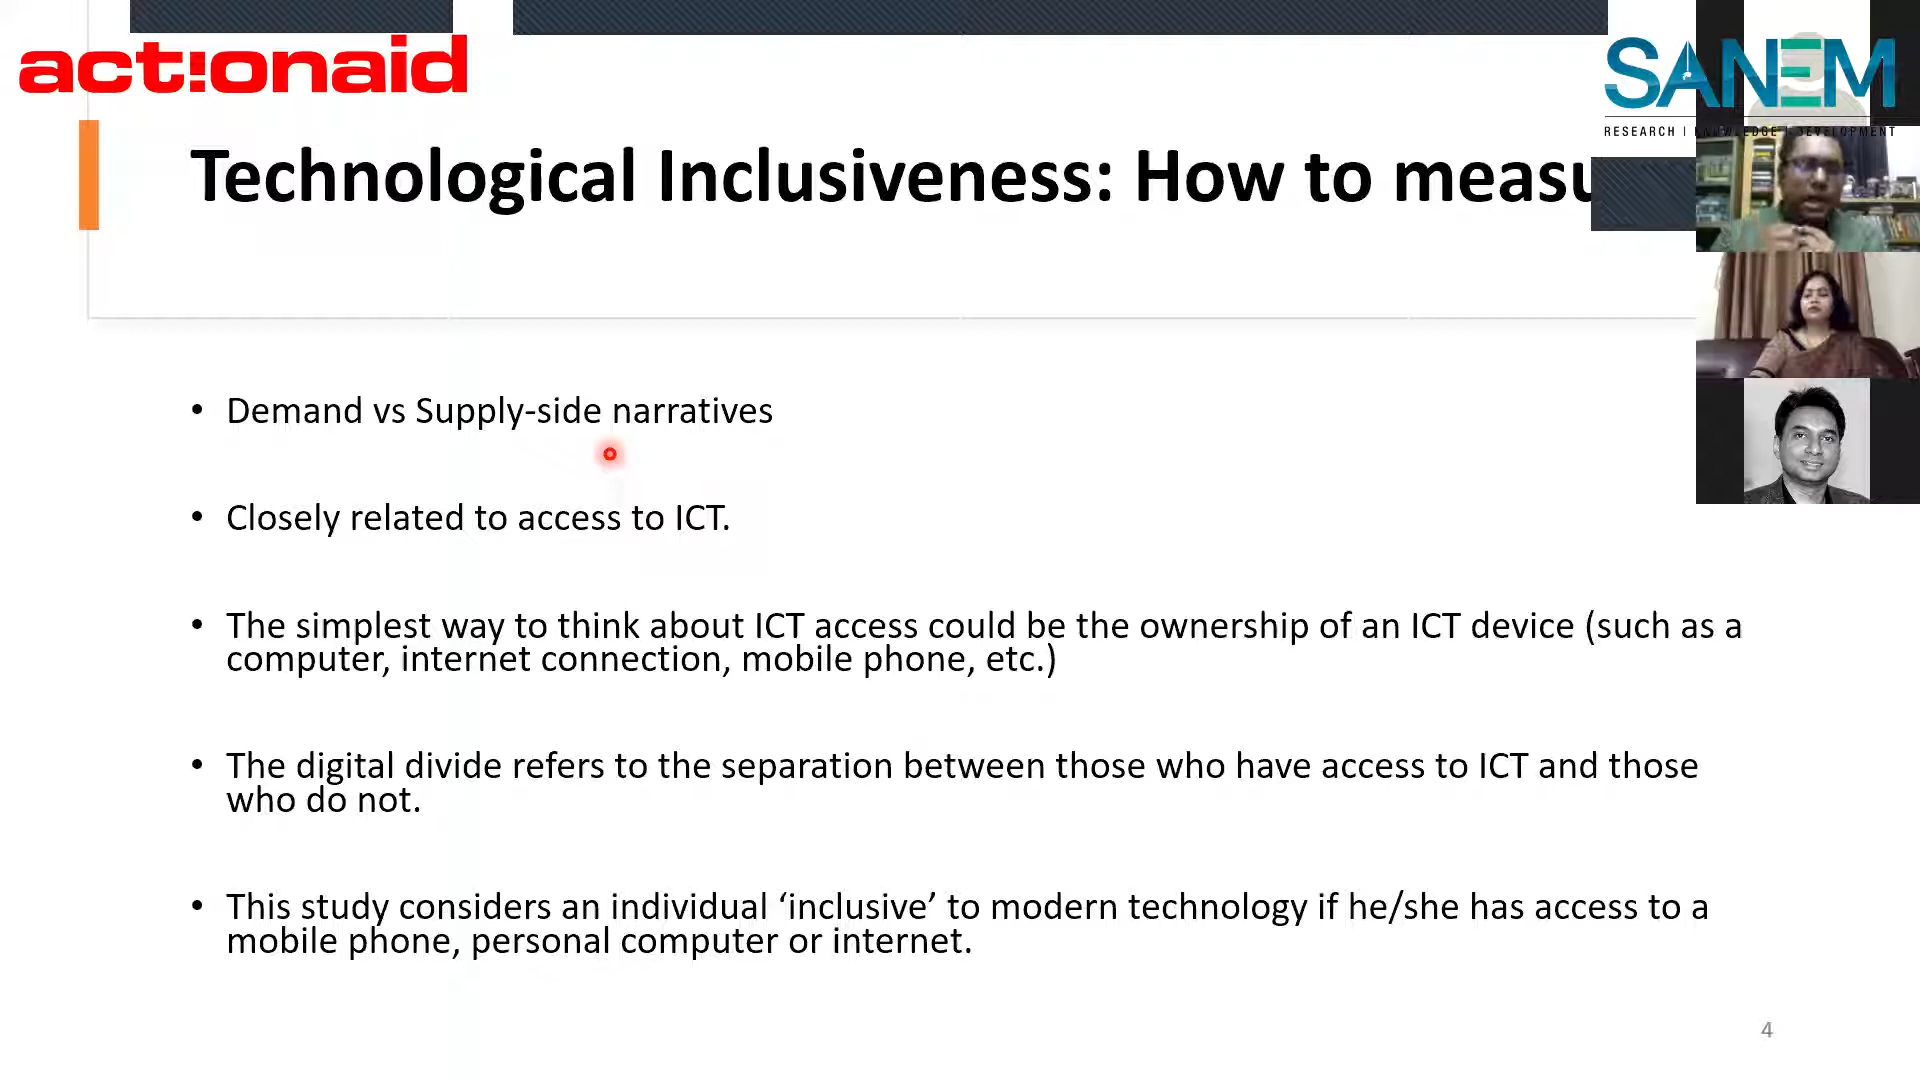 act:onaid
SANEM
RESEARCH | KNOWLEDGE | DEVELOPMENT
Technological Inclusiveness: How to measu
• Demand vs Supply-side narratives
• Closely related to access to ICT.
• The simplest way to think about ICT access could be the ownership of an ICT device (such as a
computer, internet connection, mobile phone, etc.)
• The digital divide refers to the separation between those who have access to ICT and those
who do not.
• This study considers an individual ‘inclusive’ to modern technology if he/she has access to a
mobile phone, personal computer or internet.
4